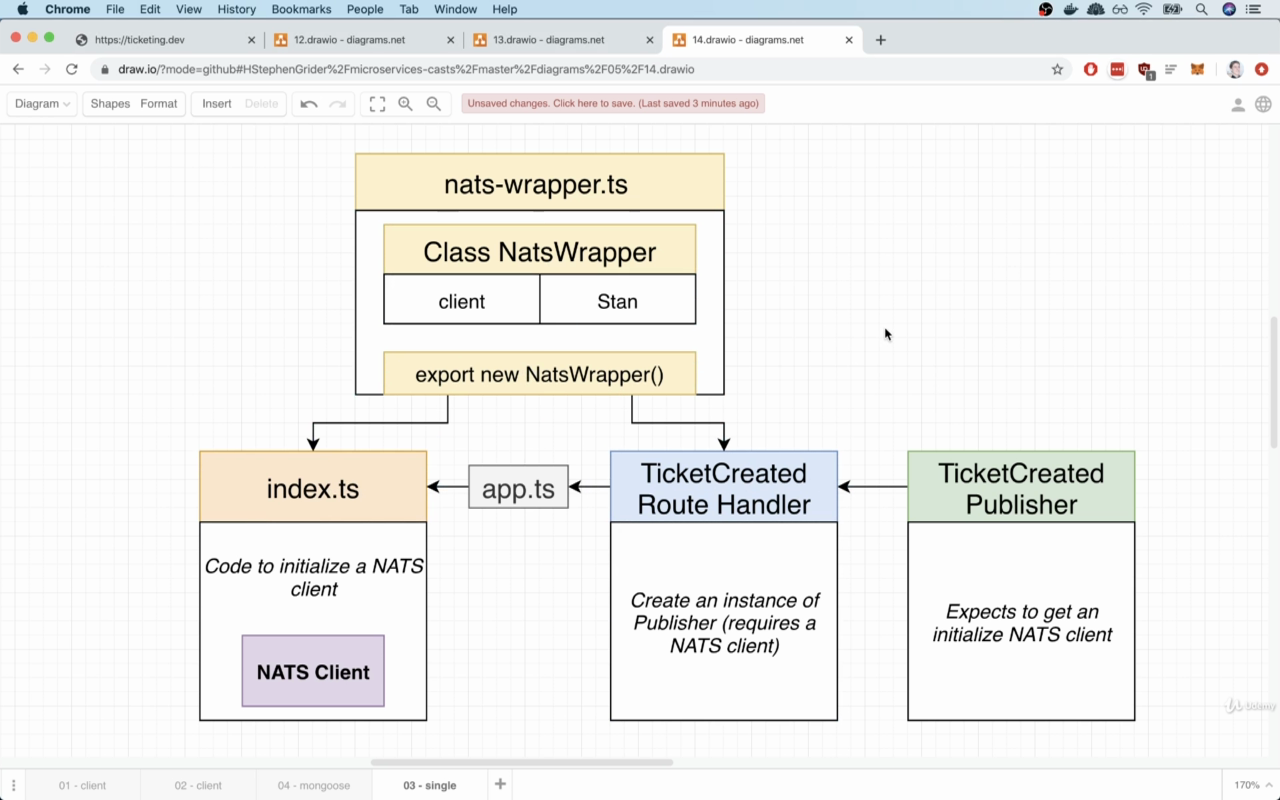 Chrome File Edit View History Bookmarks People Tab Window Help
https://ticketing.dev
12.drawio - diagrams.net
13.drawio - diagrams.net
14.drawio - diagrams.net
draw.io/?mode=github#HStephenGrider%2Fmicroservices-casts%2Fmaster%2Fdiagrams%2F05%2F14.drawio
1
Diagram Shapes Format Insert Delete Unsaved changes. Click here to save. (Last saved 3 minutes ago)
nats-wrapper.ts
Class NatsWrapper
client Stan
export new NatsWrapper()
index.ts
Code to initialize a NATS
client
NATS Client
app.ts
TicketCreated
Route Handler
Create an instance of
Publisher (requires a
NATS client)
TicketCreated
Publisher
Expects to get an
initialize NATS client
Udemy
01 - client 02 - client 04 - mongoose 03 - single 170%